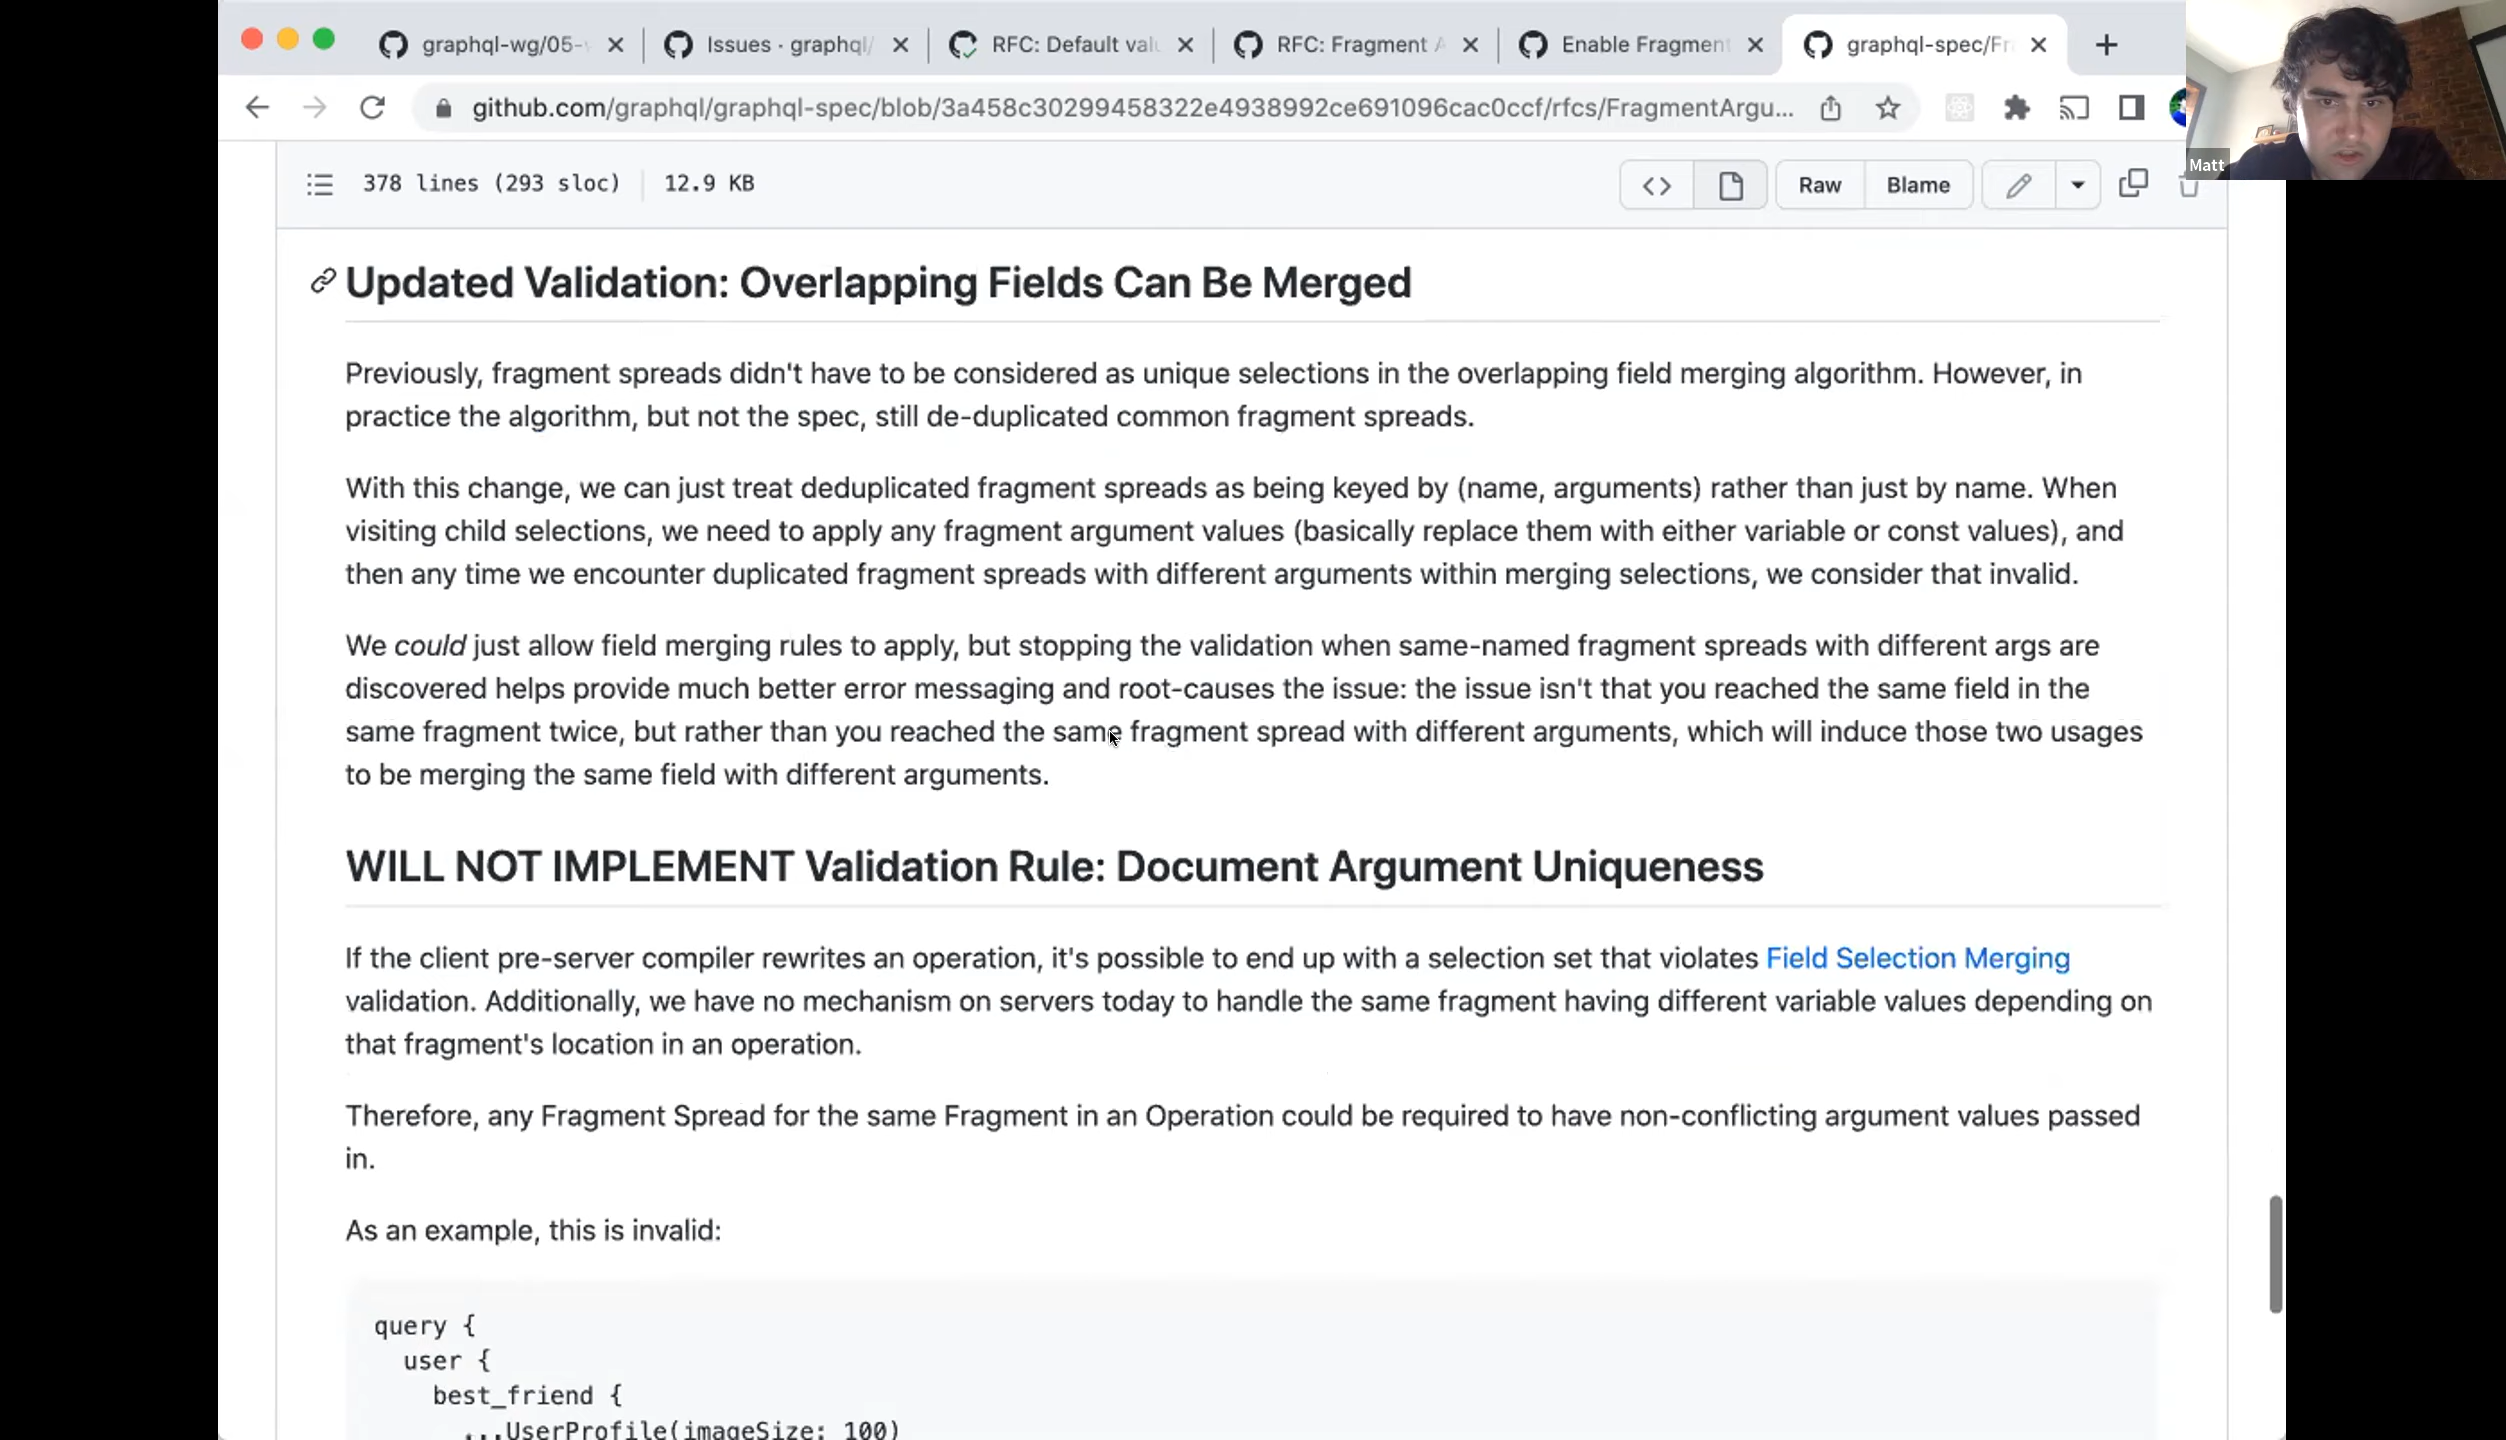 graphql-wg/05-
Issues · graphql/
RFC: Default val
RFC: Fragment A
Enable Fragment
graphql-spec/Fr
github.com/graphql/graphql-spec/blob/3a458c30299458322e4938992ce691096cac0ccf/rfcs/FragmentArgu...
Matt
378 lines (293 sloc)
12.9 KB
Raw
Blame
Updated Validation: Overlapping Fields Can Be Merged
Previously, fragment spreads didn't have to be considered as unique selections in the overlapping field merging algorithm. However, in
practice the algorithm, but not the spec, still de-duplicated common fragment spreads.
With this change, we can just treat deduplicated fragment spreads as being keyed by (name, arguments) rather than just by name. When
visiting child selections, we need to apply any fragment argument values (basically replace them with either variable or const values), and
then any time we encounter duplicated fragment spreads with different arguments within merging selections, we consider that invalid.
We could just allow field merging rules to apply, but stopping the validation when same-named fragment spreads with different args are
discovered helps provide much better error messaging and root-causes the issue: the issue isn't that you reached the same field in the
same fragment twice, but rather than you reached the same fragment spread with different arguments, which will induce those two usages
to be merging the same field with different arguments.
WILL NOT IMPLEMENT Validation Rule: Document Argument Uniqueness
If the client pre-server compiler rewrites an operation, it's possible to end up with a selection set that violates Field Selection Merging
validation. Additionally, we have no mechanism on servers today to handle the same fragment having different variable values depending on
that fragment's location in an operation.
Therefore, any Fragment Spread for the same Fragment in an Operation could be required to have non-conflicting argument values passed
in.
As an example, this is invalid:
query {
user {
best_friend {
...UserProfile(imageSize: 100)